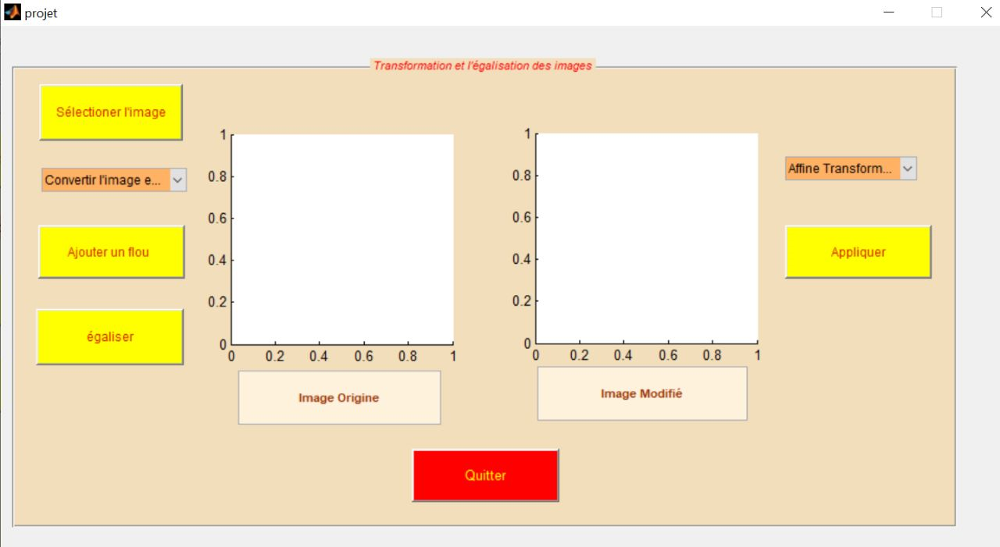 projet
Transformation et l'égalisation des images
Sélectioner l'image
Convertir l'image e...
Ajouter un flou
égaliser
1
0.8
0.6
0.4
0.2
0
0 0.2 0.4 0.6 0.8 1
Image Origine
1
0.8
0.6
0.4
0.2
0
0 0.2 0.4 0.6 0.8 1
Image Modifié
Affine Transform...
Appliquer
Quitter